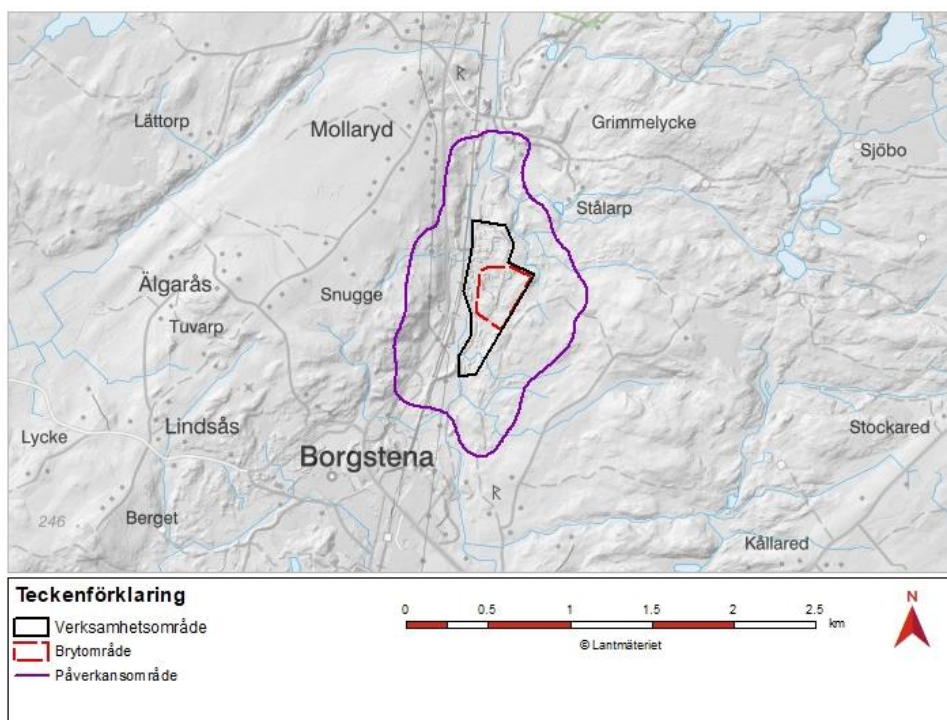 R
Lättorp
Mollaryd
Grimmelycke
Sjöbo
Stålarp
Älgarås
Snugge
Tuvarp
Lindsås
Lycke
Stockared
Borgstena
R
Berget
246
Kållared
Teckenförklaring
Verksamhetsområde
Brytområde
Påverkansområde
0 0.5 1 1.5 2 2.5
km
© Lantmäteriet
N